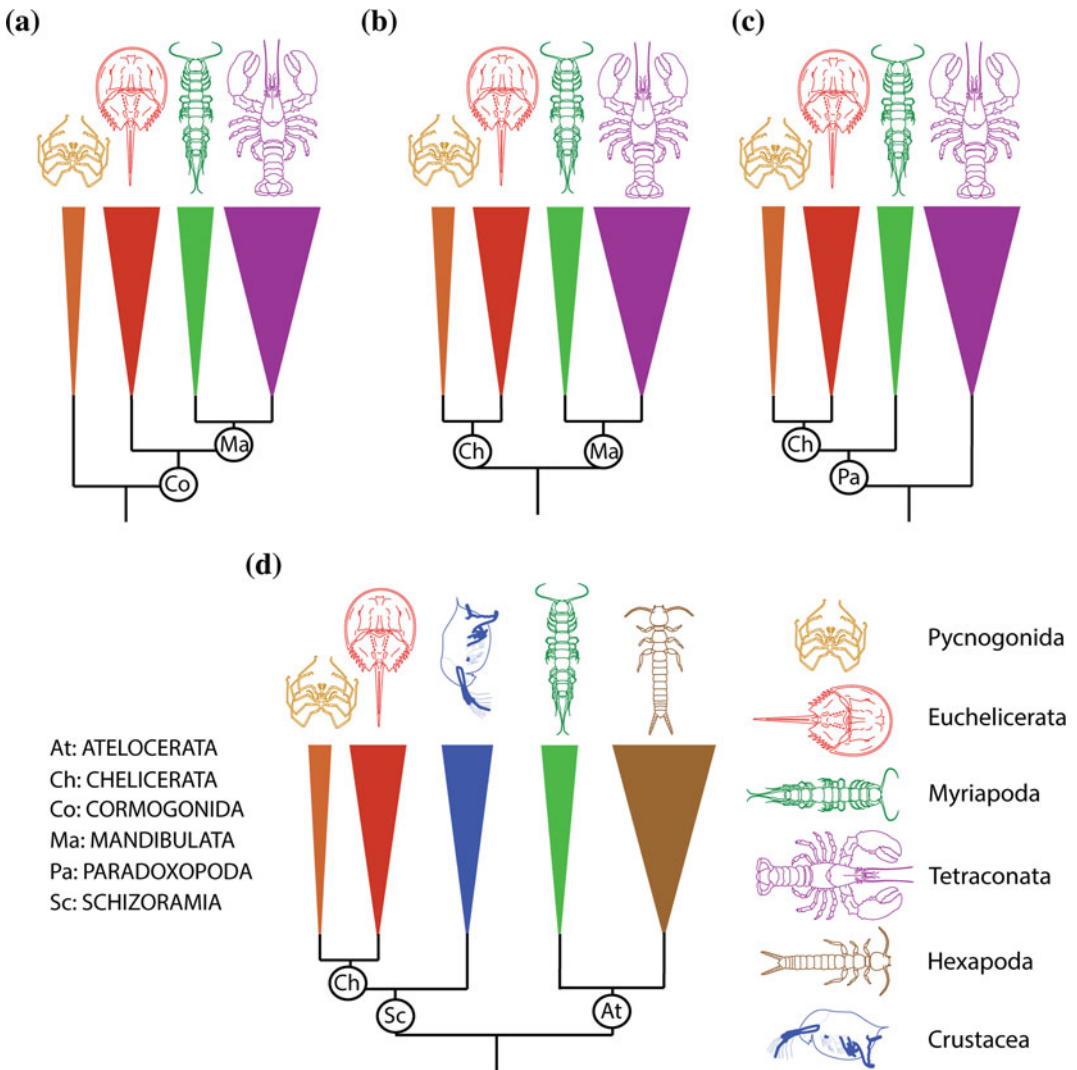 (a)
(b)
(c)
Ma
Co
Ch
Ma
Ch
Pa
(d)
At: ATELOCERATA
Ch: CHELICERATA
Co: CORMOGONIDA
Ma: MANDIBULATA
Pa: PARADOXOPODA
Sc: SCHIZORAMIA
Ch
Sc
At
Pycnogonida
Euchelicerata
Myriapoda
Tetraconata
Hexapoda
Crustacea